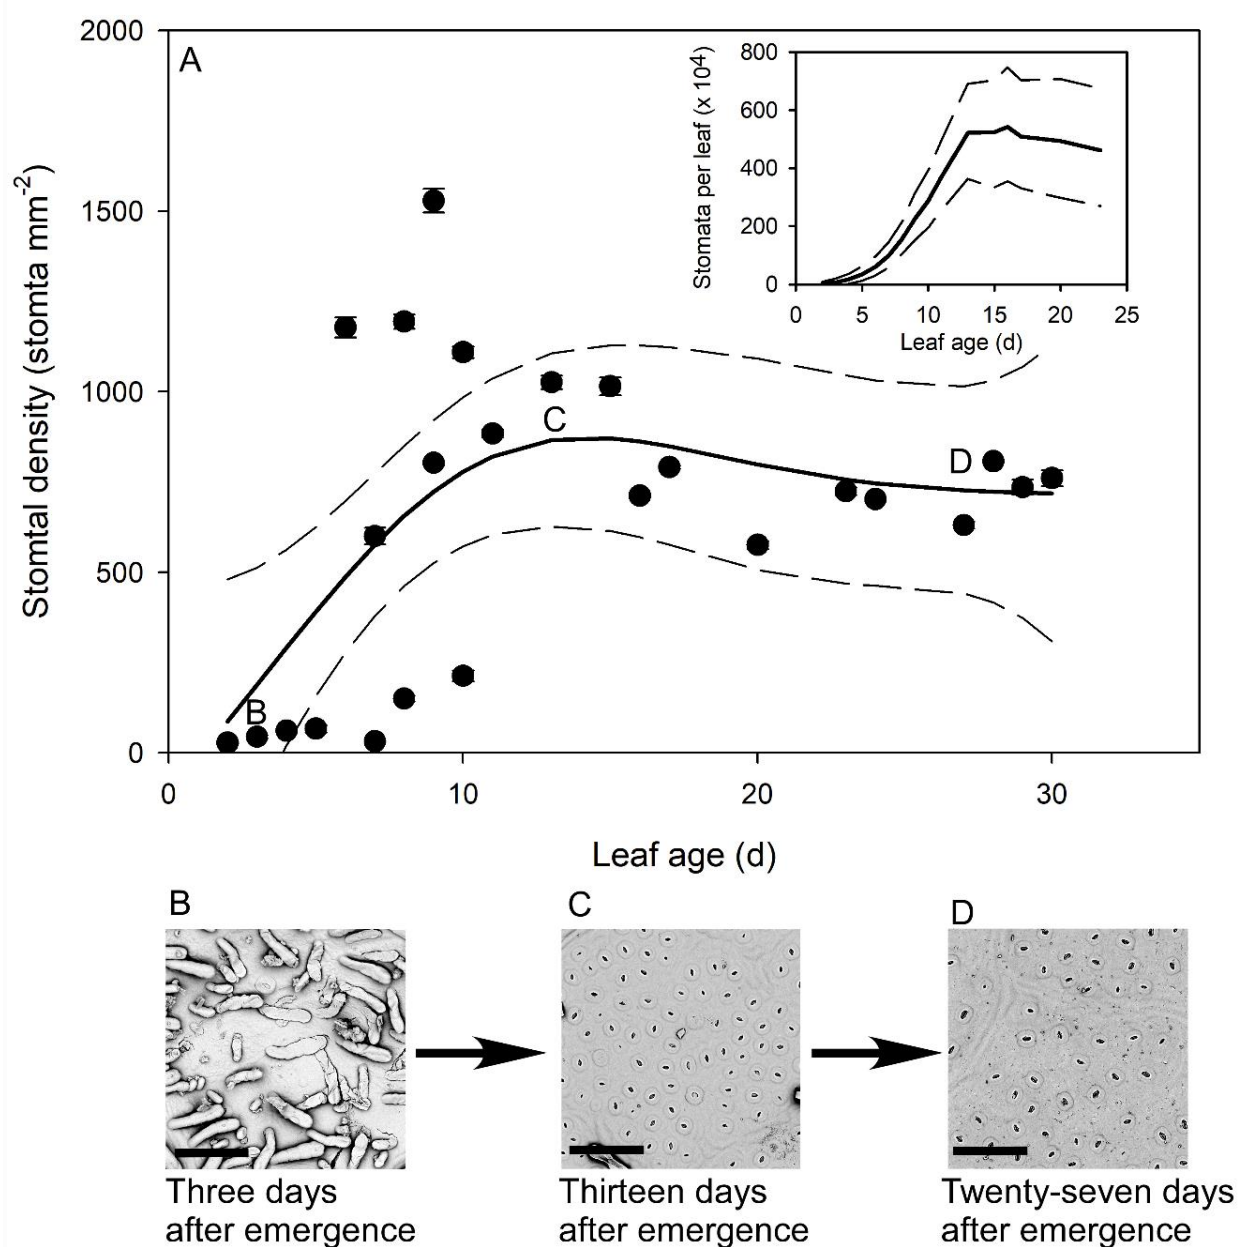 A
2000
1500
1000
500
0
Stomtal density (stomta mm-2)
0
10
20
30
Leaf age (d)
B
C
D
800
600
400
200
0
Stomata per leaf (x 104)
0 5 10 15 20 25
Leaf age (d)
B
C
D
Three days
after emergence
Thirteen days
after emergence
Twenty-seven days
after emergence